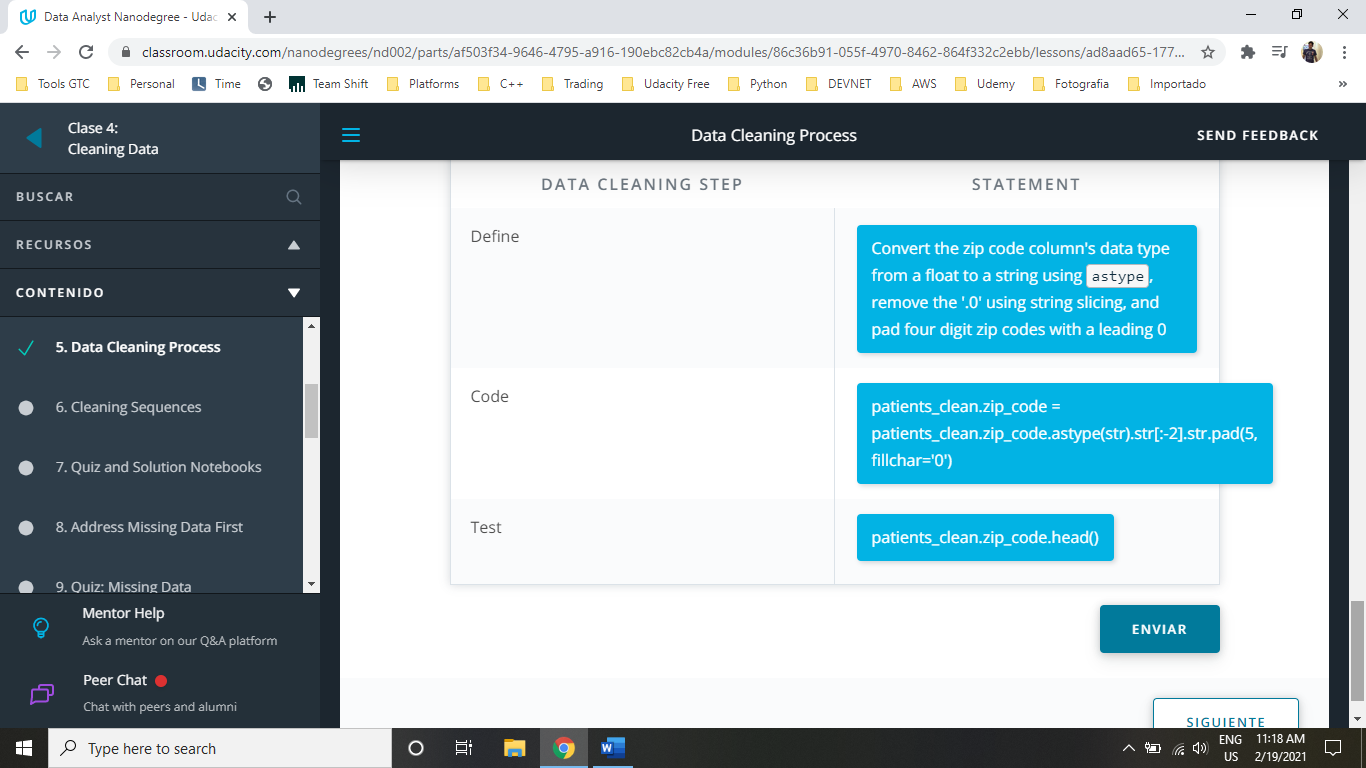 Data Analyst Nanodegree - Udac
classroom.udacity.com/nanodegrees/nd002/parts/af503f34-9646-4795-a916-190ebc82cb4a/modules/86c36b91-055f-4970-8462-864f332c2ebb/lessons/ad8aad65-177...
Tools GTC
Personal
Time
Team Shift
Platforms
C++
Trading
Udacity Free
Python
DEVNET
AWS
Udemy
Fotografia
Importado
»
Clase 4:
Cleaning Data
BUSCAR
RECURSOS
CONTENIDO
5. Data Cleaning Process
6. Cleaning Sequences
7. Quiz and Solution Notebooks
8. Address Missing Data First
9. Quiz: Missing Data
Mentor Help
Ask a mentor on our Q&A platform
Peer Chat
Chat with peers and alumni
Data Cleaning Process
SEND FEEDBACK
DATA CLEANING STEP
STATEMENT
Define
Convert the zip code column's data type
from a float to a string using astype,
remove the '.0' using string slicing, and
pad four digit zip codes with a leading 0
Code
patients_clean.zip_code =
patients_clean.zip_code.astype(str).str[:-2].str.pad(5,
fillchar='0')
Test
patients_clean.zip_code.head()
ENVIAR
SIGUIENTE
Type here to search
W
ENG
US
11:18 AM
2/19/2021